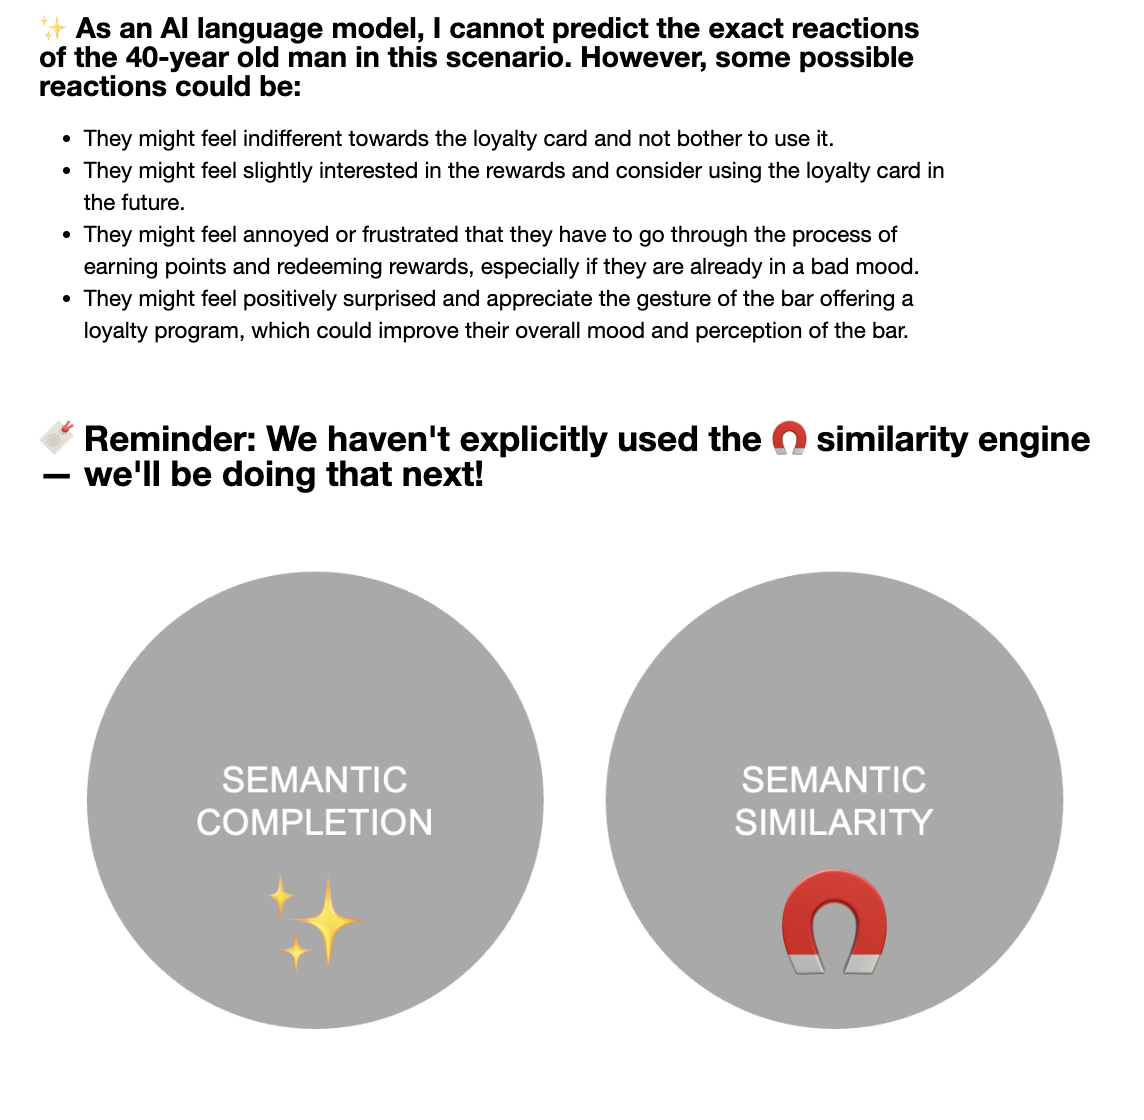 ✨ As an AI language model, I cannot predict the exact reactions
of the 40-year old man in this scenario. However, some possible
reactions could be:
• They might feel indifferent towards the loyalty card and not bother to use it.
• They might feel slightly interested in the rewards and consider using the loyalty card in
the future.
• They might feel annoyed or frustrated that they have to go through the process of
earning points and redeeming rewards, especially if they are already in a bad mood.
• They might feel positively surprised and appreciate the gesture of the bar offering a
loyalty program, which could improve their overall mood and perception of the bar.
Reminder: We haven't explicitly used the 🧲 similarity engine
— we'll be doing that next!
SEMANTIC
COMPLETION
SEMANTIC
SIMILARITY